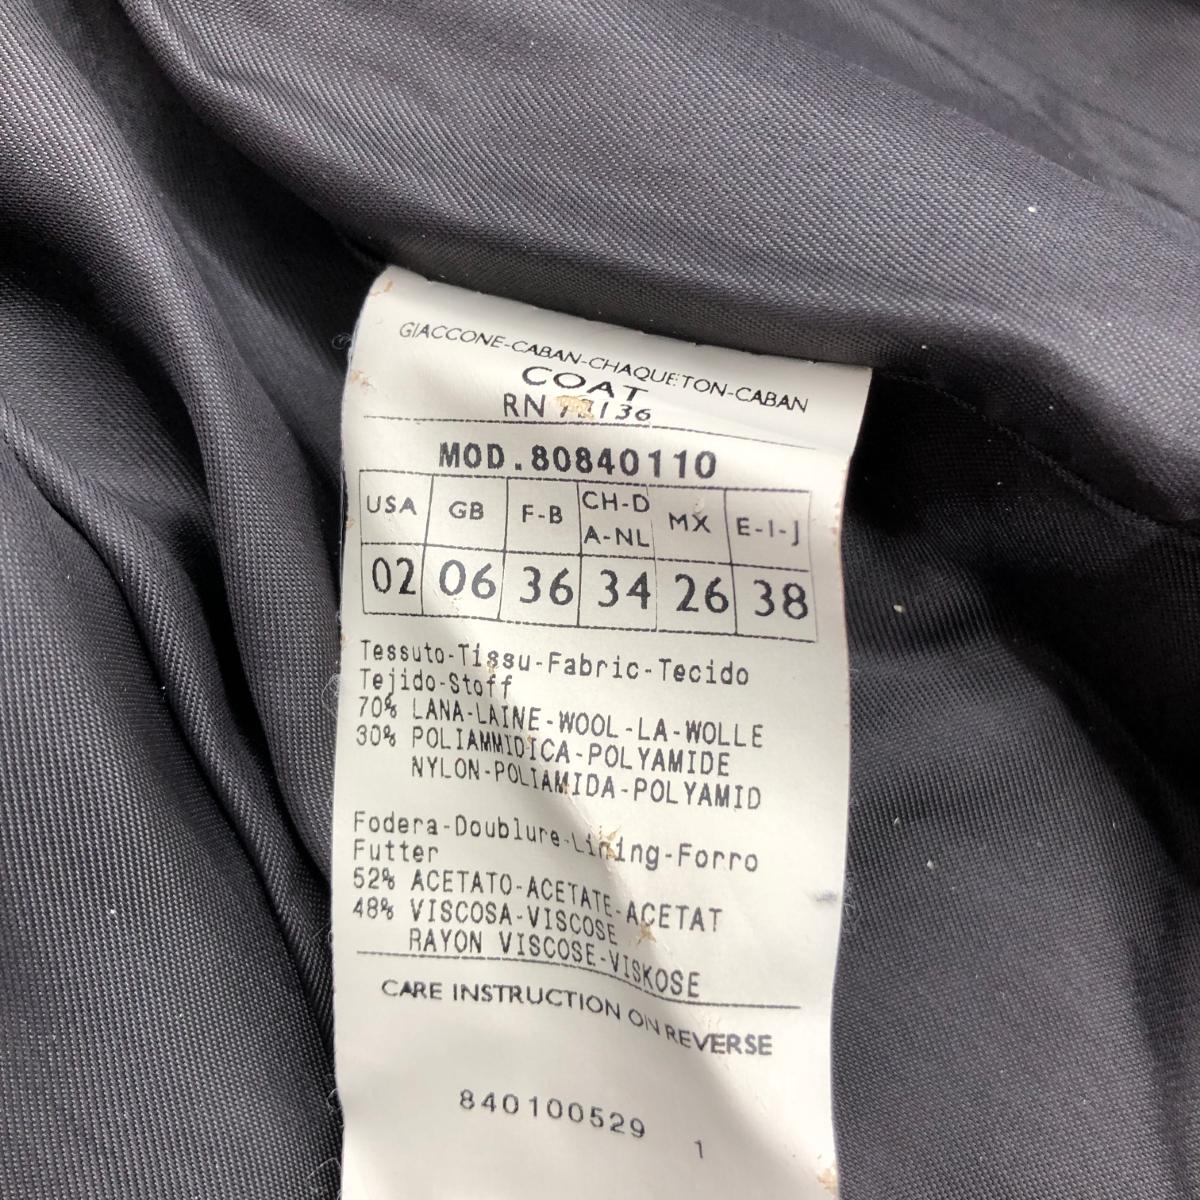 GIACCONE-CABAN-CHAQUETON-CABAN
COAT
RN
MOD.80840110
USA GB F-B CH-D A-NL MX E-I-J
02 06 36 34 26 38
Tessuto-Tissu-Fabric-Tecido
Tejido-Stoff
70% LANA-LAINE-WOOL-LA-WOLLE
30% POLIAMMIDICA-POLYAMIDE
NYLON-POLIAMIDA-POLYAMID
Fodera-Doublure-Lining-Forro
Futter
52% ACETATO-ACETATE-ACETAT
48% VISCOSA-VISCOSE
RAYON VISCOSE-VISKOSE
CARE INSTRUCTION ON REVERSE
840100529 1